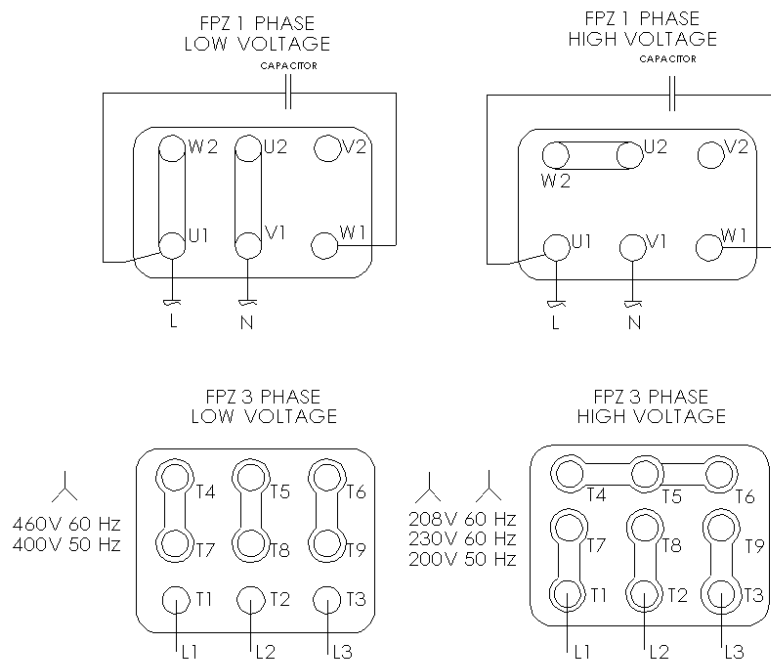 FPZ 1 PHASE
LOW VOLTAGE
CAPACITOR
W2
U2
V2
U1
V1
W1
L
N
FPZ 1 PHASE
HIGH VOLTAGE
CAPACITOR
W2
U2
V2
U1
V1
W1
L
N
FPZ 3 PHASE
LOW VOLTAGE
460V 60 Hz
400V 50 Hz
T4
T5
T6
T7
T8
T9
T1
T2
T3
L1
L2
L3
FPZ 3 PHASE
HIGH VOLTAGE
208V 60 Hz
230V 60 Hz
200V 50 Hz
T4
T5
T6
T7
T8
T9
T1
T2
T3
L1
L2
L3